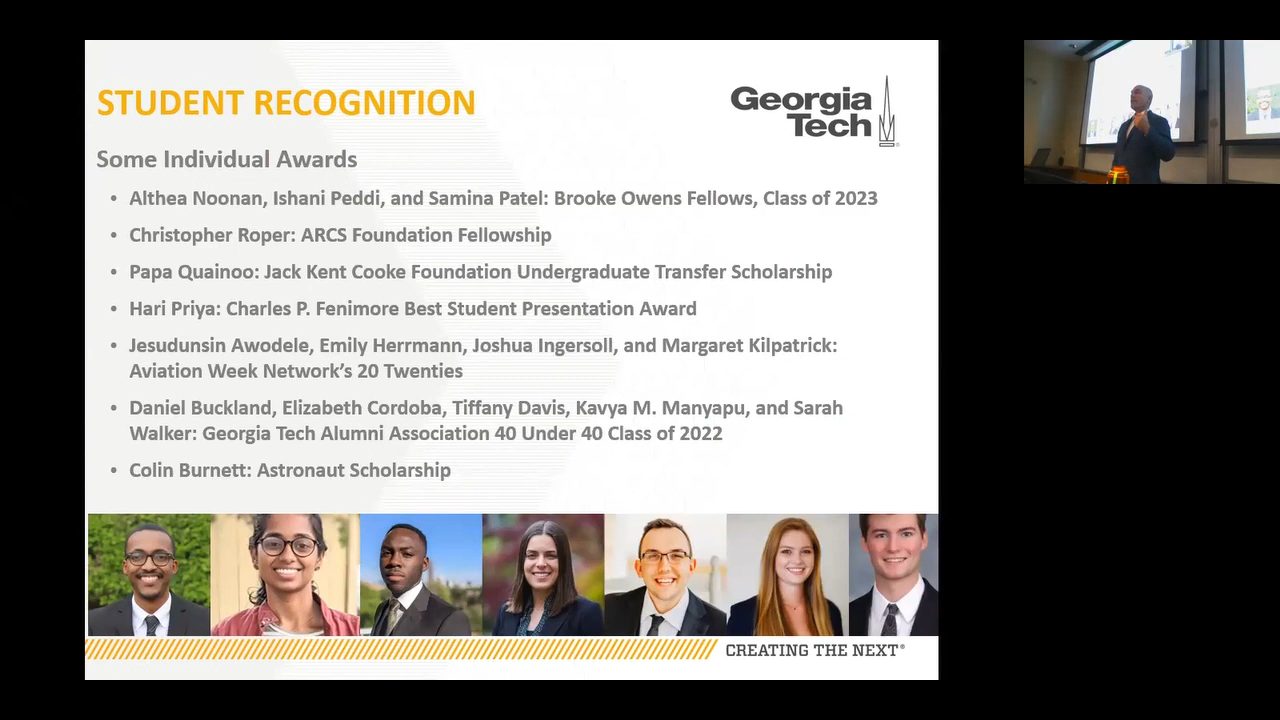 STUDENT RECOGNITION
Georgia
Tech
Some Individual Awards
• Althea Noonan, Ishani Peddi, and Samina Patel: Brooke Owens Fellows, Class of 2023
• Christopher Roper: ARCS Foundation Fellowship
• Papa Quainoo: Jack Kent Cooke Foundation Undergraduate Transfer Scholarship
• Hari Priya: Charles P. Fenimore Best Student Presentation Award
• Jesudunsin Awodele, Emily Herrmann, Joshua Ingersoll, and Margaret Kilpatrick:
Aviation Week Network’s 20 Twenties
• Daniel Buckland, Elizabeth Cordoba, Tiffany Davis, Kavya M. Manyapu, and Sarah
Walker: Georgia Tech Alumni Association 40 Under 40 Class of 2022
• Colin Burnett: Astronaut Scholarship
CREATING THE NEXT®